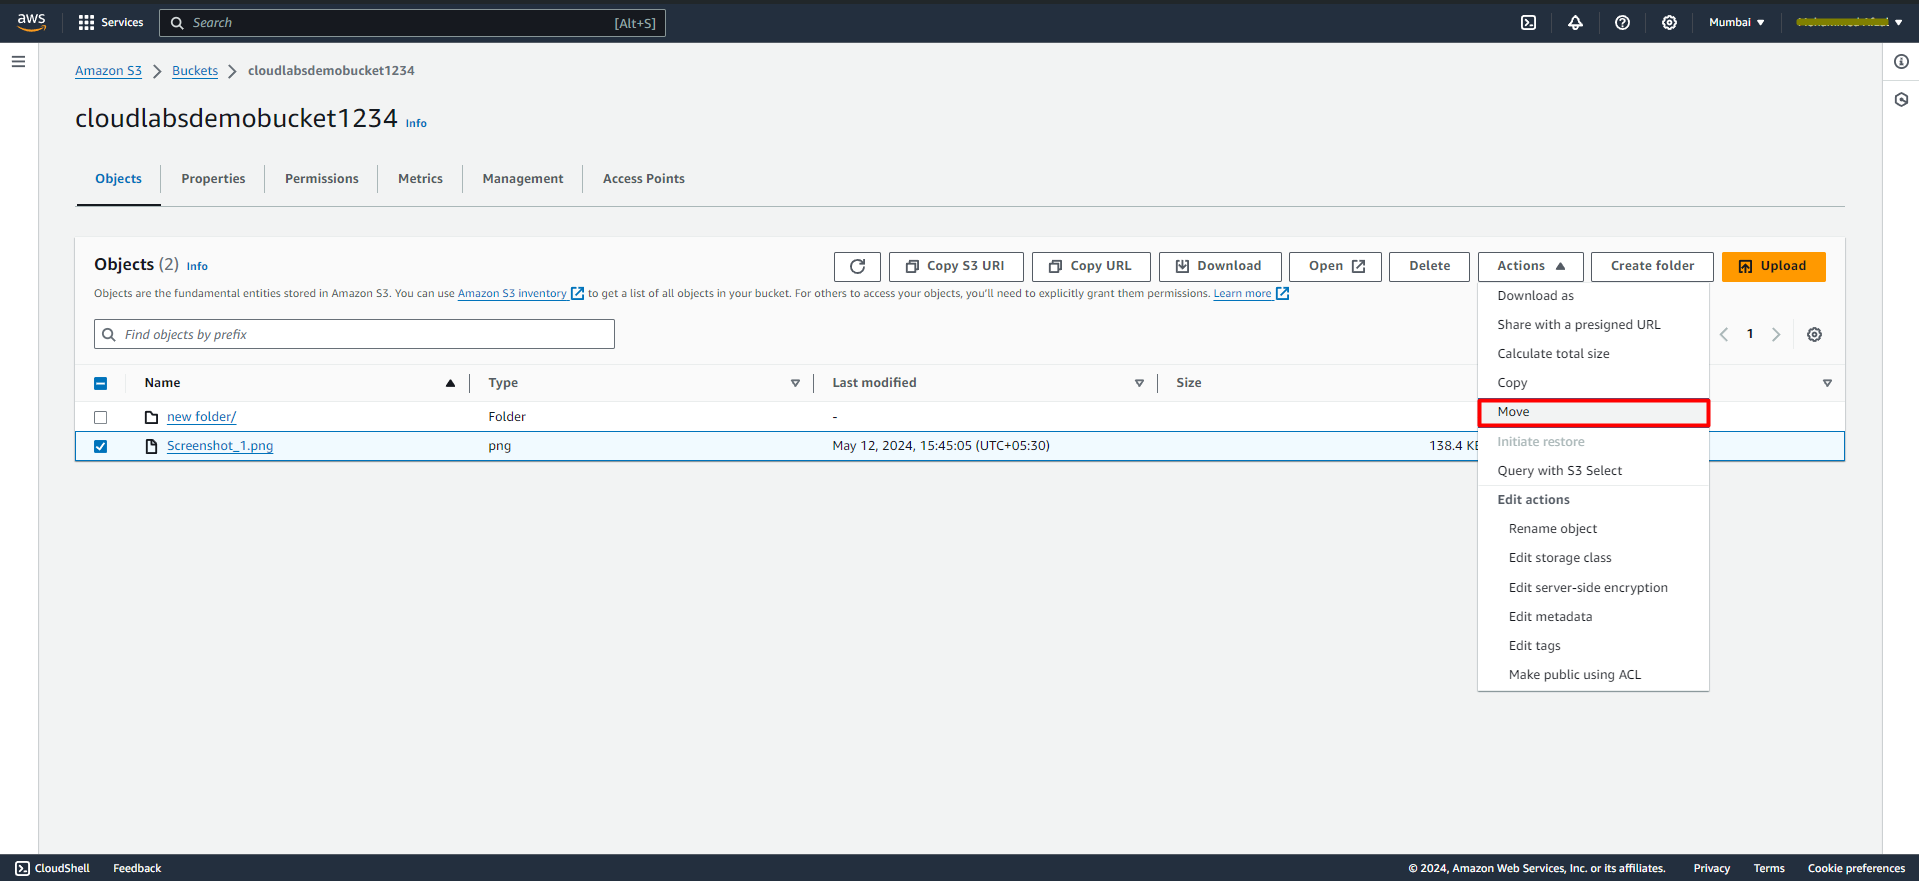 aws Services Search [Alt+S] Mumbai
Amazon S3 Buckets cloudlabsdemobucket1234
cloudlabsdemobucket1234 Info
Objects Properties Permissions Metrics Management Access Points
Objects (2) Info Copy S3 URI Copy URL Download Open Delete Actions Create folder Upload
Objects are the fundamental entities stored in Amazon S3. You can use Amazon S3 inventory to get a list of all objects in your bucket. For others to access your objects, you'll need to explicitly grant them permissions. Learn more
Find objects by prefix 1
Name Type Last modified Size
new folder/ Folder -
Screenshot_1.png png May 12, 2024, 15:45:05 (UTC+05:30) 138.4
Download as
Share with a presigned URL
Calculate total size
Copy
Move
Initiate restore
Query with S3 Select
Edit actions
Rename object
Edit storage class
Edit server-side encryption
Edit metadata
Edit tags
Make public using ACL
CloudShell Feedback © 2024, Amazon Web Services, Inc. or its affiliates. Privacy Terms Cookie preferences